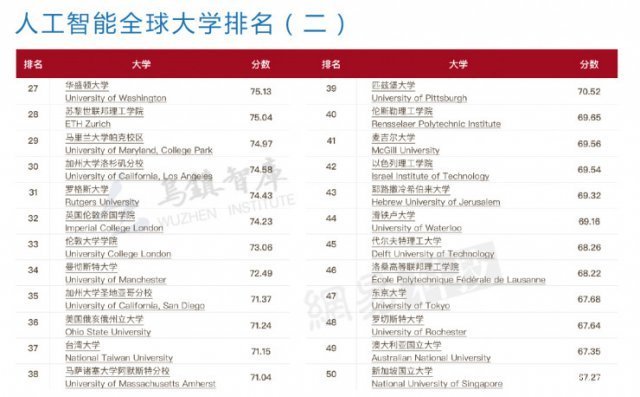 人工智能全球大学排名（二）
排名 大学 分数
27 华盛顿大学 75.13
University of Washington
28 苏黎世联邦理工学院 75.04
ETH Zurich
29 马里兰大学帕克校区 74.97
University of Maryland, College Park
30 加州大学洛杉矶分校 74.58
University of California, Los Angeles
31 罗格斯大学 74.43
Rutgers University
32 英国伦敦帝国学院 74.23
Imperial College London
33 伦敦大学学院 73.06
University College London
34 曼彻斯特大学 72.49
University of Manchester
35 加州大学圣地亚哥分校 71.37
University of California, San Diego
36 美国俄亥俄州立大学 71.24
Ohio State University
37 台湾大学 71.15
National Taiwan University
38 马萨诸塞大学阿默斯特分校 71.04
University of Massachusetts Amherst
排名 大学 分数
39 匹兹堡大学 70.52
University of Pittsburgh
40 伦斯勒理工学院 69.65
Rensselaer Polytechnic Institute
41 麦吉尔大学 69.56
McGill University
42 以色列理工学院 69.54
Israel Institute of Technology
43 耶路撒冷希伯来大学 69.32
Hebrew University of Jerusalem
44 滑铁卢大学 69.16
University of Waterloo
45 代尔夫特理工大学 68.26
Delft University of Technology
46 洛桑高等联邦理工学院 68.22
École Polytechnique Fédérale de Lausanne
47 东京大学 67.68
University of Tokyo
48 罗切斯特大学 67.64
University of Rochester
49 澳大利亚国立大学 67.35
Australian National University
50 新加坡国立大学 67.27
National University of Singapore
烏鎮智庫
WUZHEN INSTITUTE